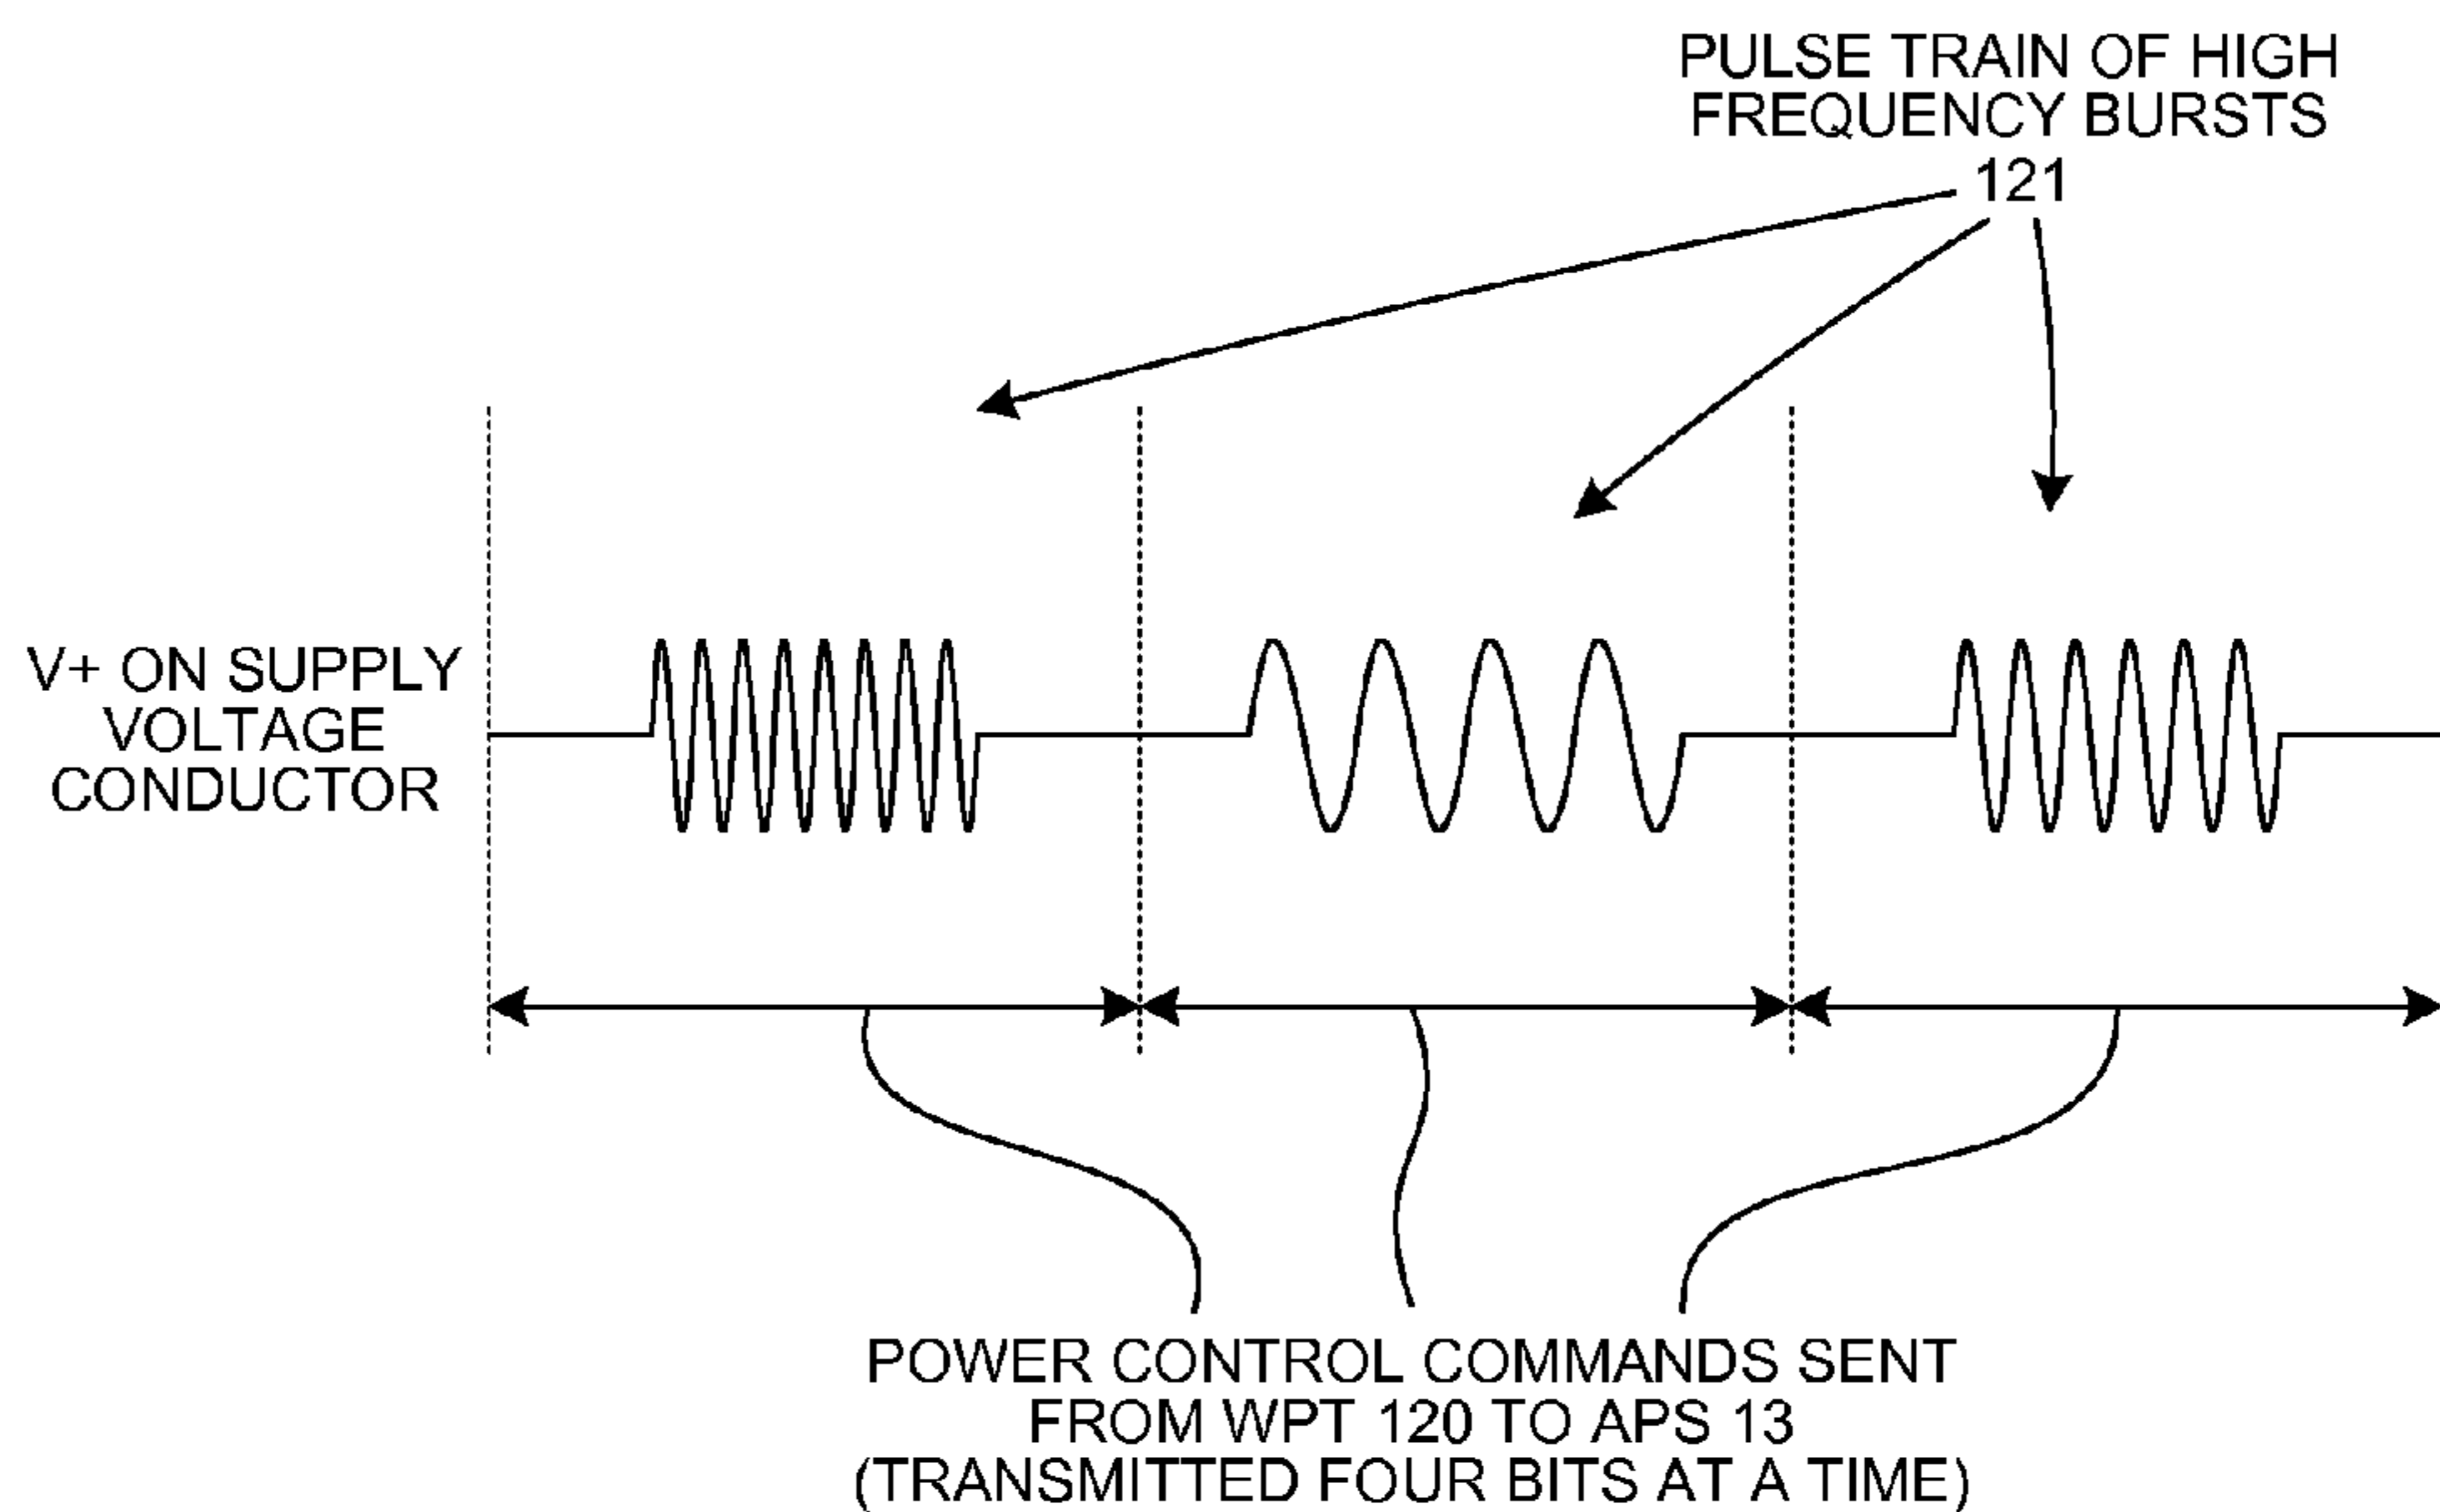 PULSE TRAIN OF HIGH
FREQUENCY BURSTS
121
V+ ON SUPPLY
VOLTAGE
CONDUCTOR
POWER CONTROL COMMANDS SENT
FROM WPT 120 TO APS 13
(TRANSMITTED FOUR BITS AT A TIME)